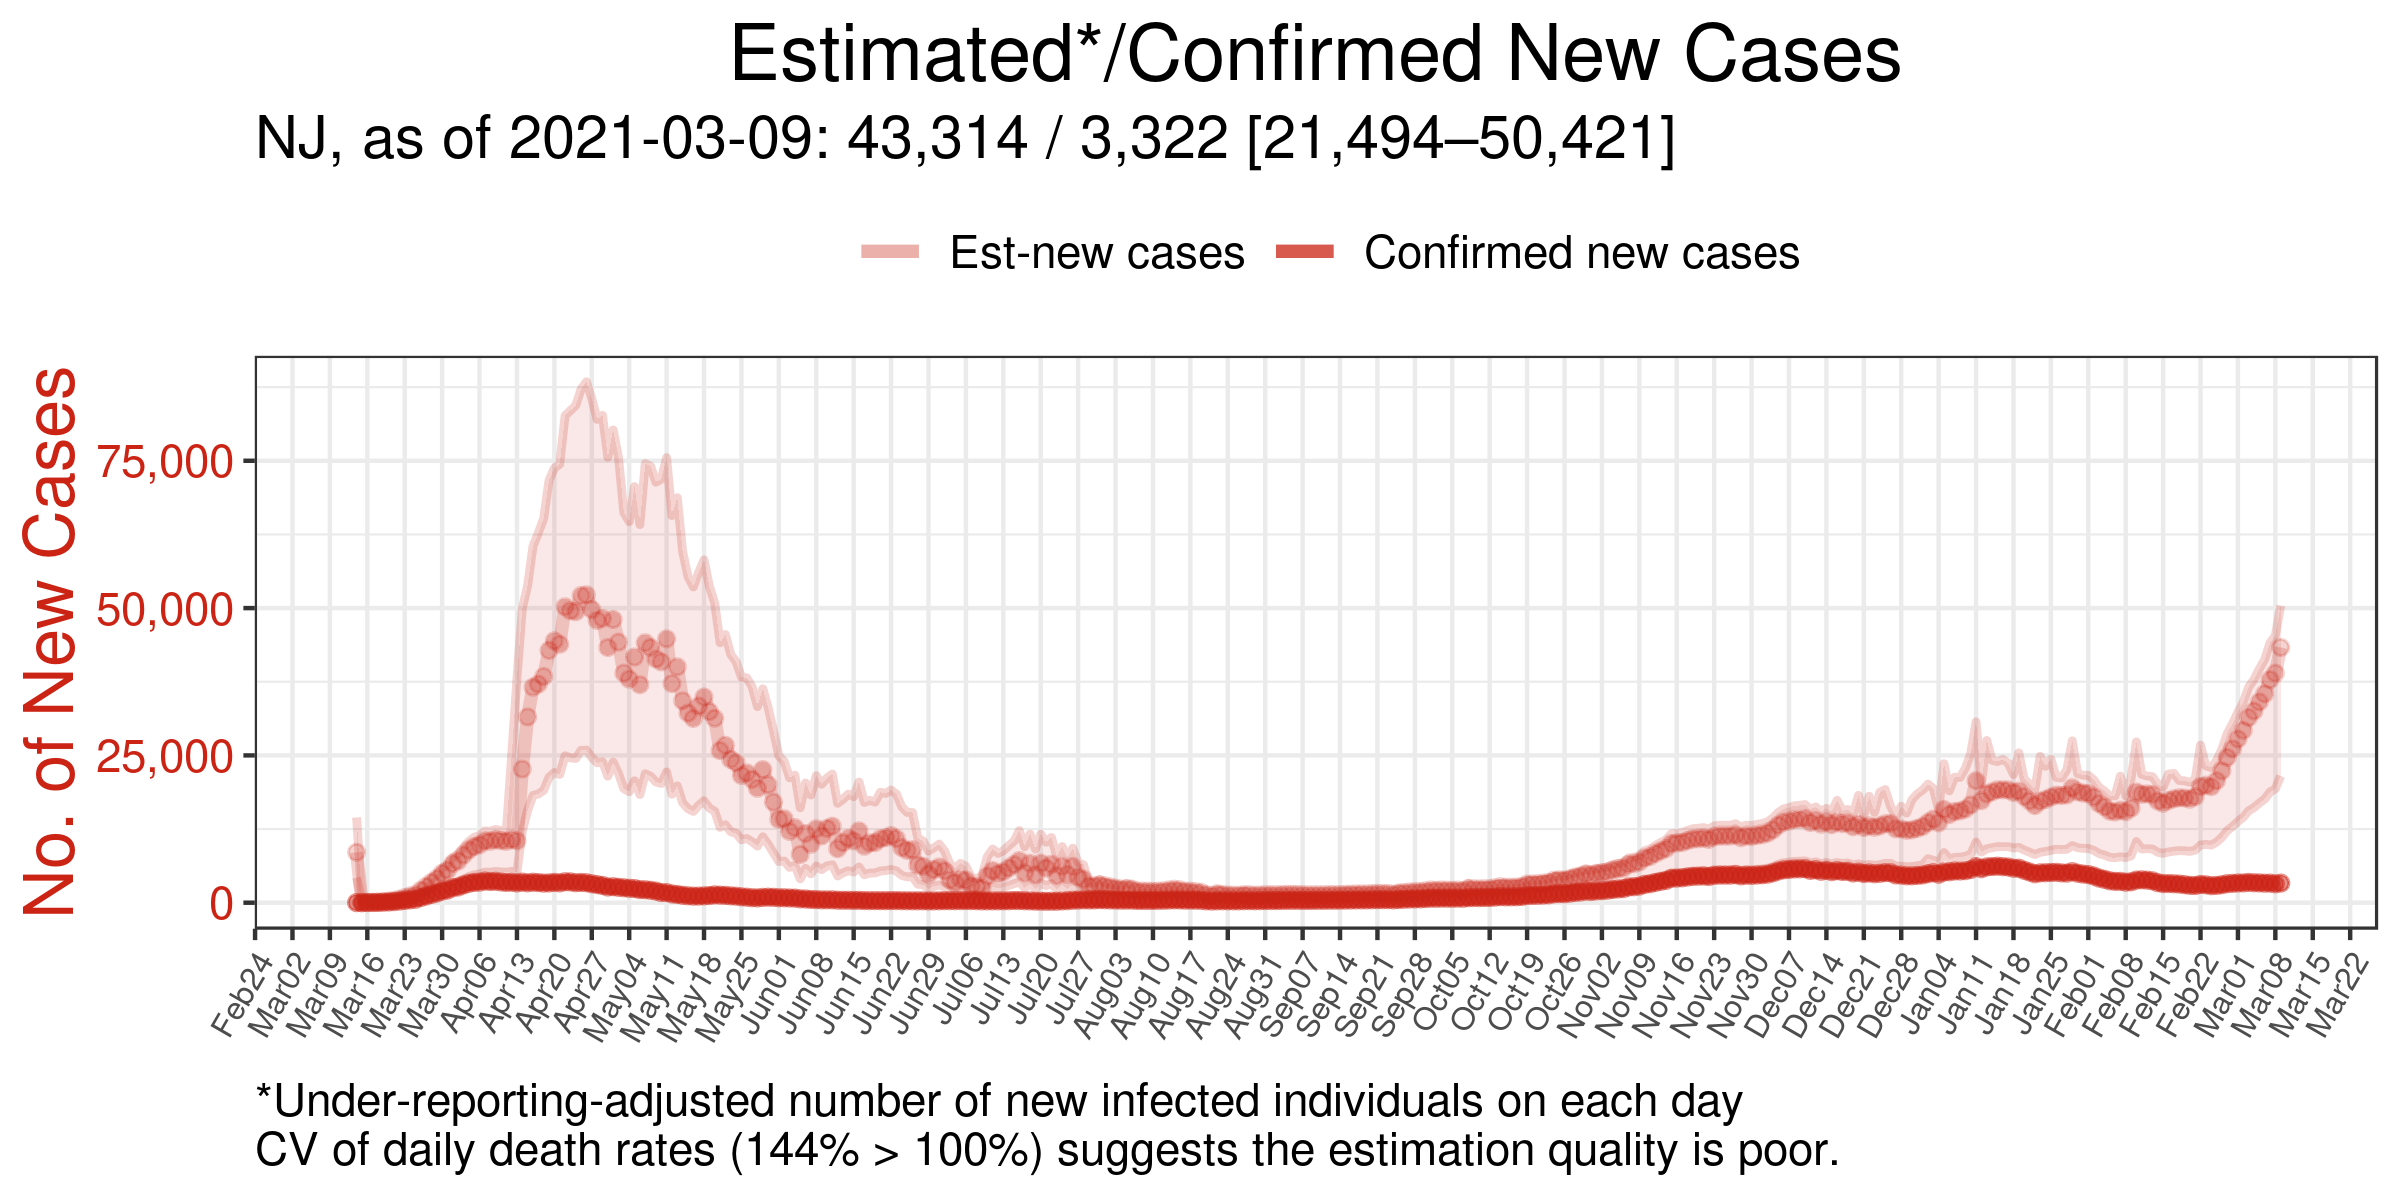 Estimated*/Confirmed New Cases
NJ, as of 2021-03-09: 43,314 / 3,322 [21,494–50,421]
Est-new cases Confirmed new cases
No. of New Cases
75,000
50,000
25,000
0
Feb24 Mar02 Mar09 Mar16 Mar23 Mar30 Apr06 Apr13 Apr20 Apr27 May04 May11 May18 May25 Jun01 Jun08 Jun15 Jun22 Jun29 Jul06 Jul13 Jul20 Jul27 Aug03 Aug10 Aug17 Aug24 Aug31 Sep07 Sep14 Sep21 Sep28 Oct05 Oct12 Oct19 Oct26 Nov02 Nov09 Nov16 Nov23 Nov30 Dec07 Dec14 Dec21 Dec28 Jan04 Jan11 Jan18 Jan25 Feb01 Feb08 Feb15 Feb22 Mar01 Mar08 Mar15 Mar22
*Under-reporting-adjusted number of new infected individuals on each day
CV of daily death rates (144% > 100%) suggests the estimation quality is poor.